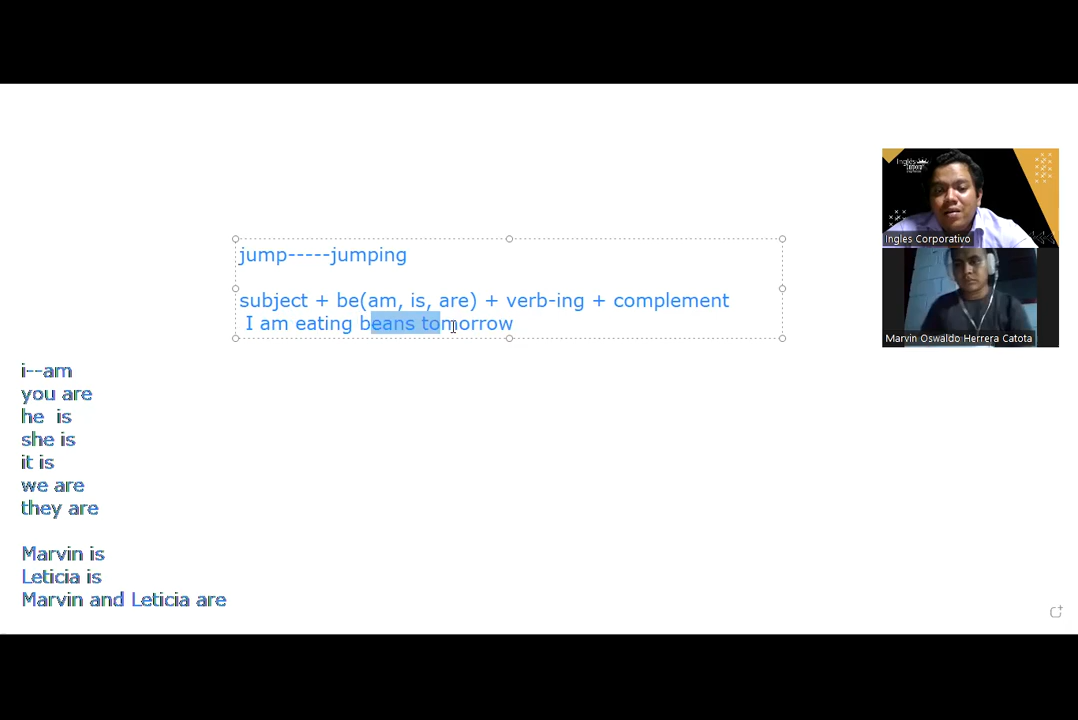 jump-----jumping
subject + be(am, is, are) + verb-ing + complement
I am eating beans tomorrow
i--am
you are
he is
she is
it is
we are
they are
Marvin is
Leticia is
Marvin and Leticia are
Inglés
Ingles Corporativo
Marvin Oswaldo Herrera Catota